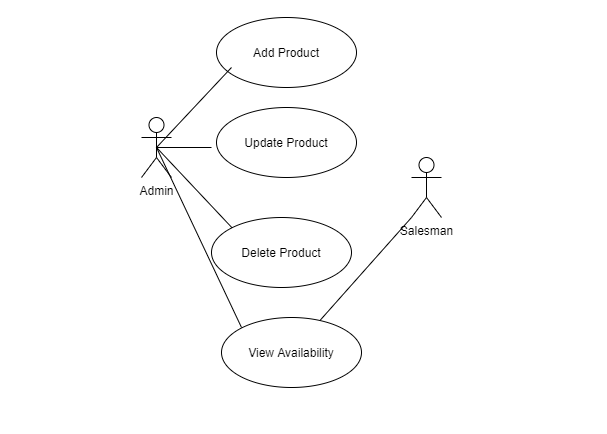 Add Product
Update Product
Admin
Salesman
Delete Product
View Availability